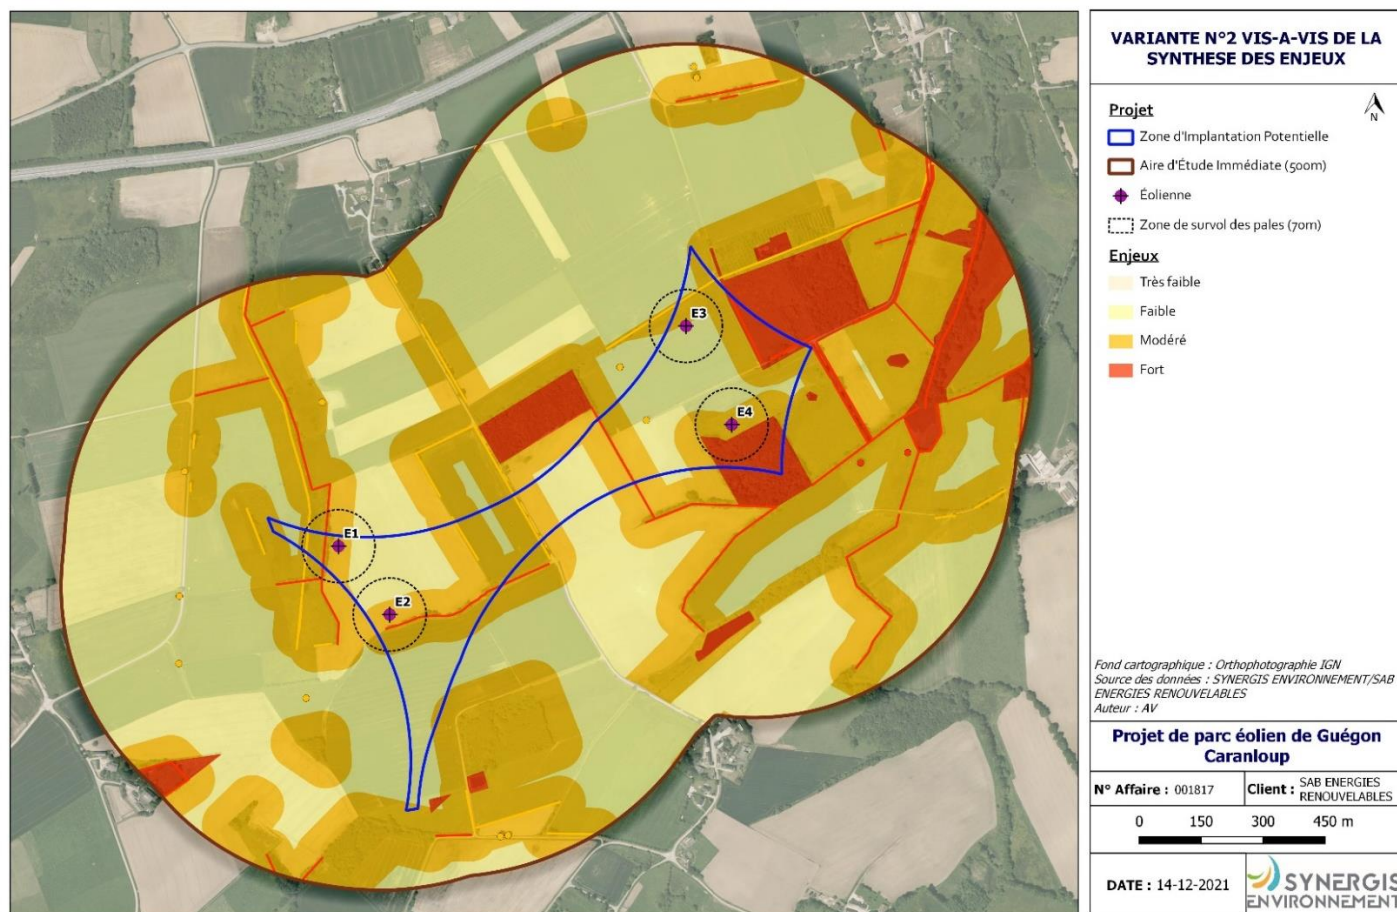 VARIANTE N°2 VIS-A-VIS DE LA
SYNTHESE DES ENJEUX
Projet
N
Zone d'Implantation Potentielle
Aire d'Étude Immédiate (500m)
Éolienne
Zone de survol des pales (70m)
Enjeux
Très faible
Faible
Modéré
Fort
E3
E4
E1
E2
Fond cartographique : Orthophotographie IGN
Source des données : SYNERGIS ENVIRONNEMENT/SAB
ENERGIES RENOUVELABLES
Auteur : AV
Projet de parc éolien de Guégon
Caranloup
N° Affaire : 001817
Client : SAB ENERGIES
RENOUVELABLES
0 150 300 450 m
DATE : 14-12-2021
SYNERGIS
ENVIRONNEMENT